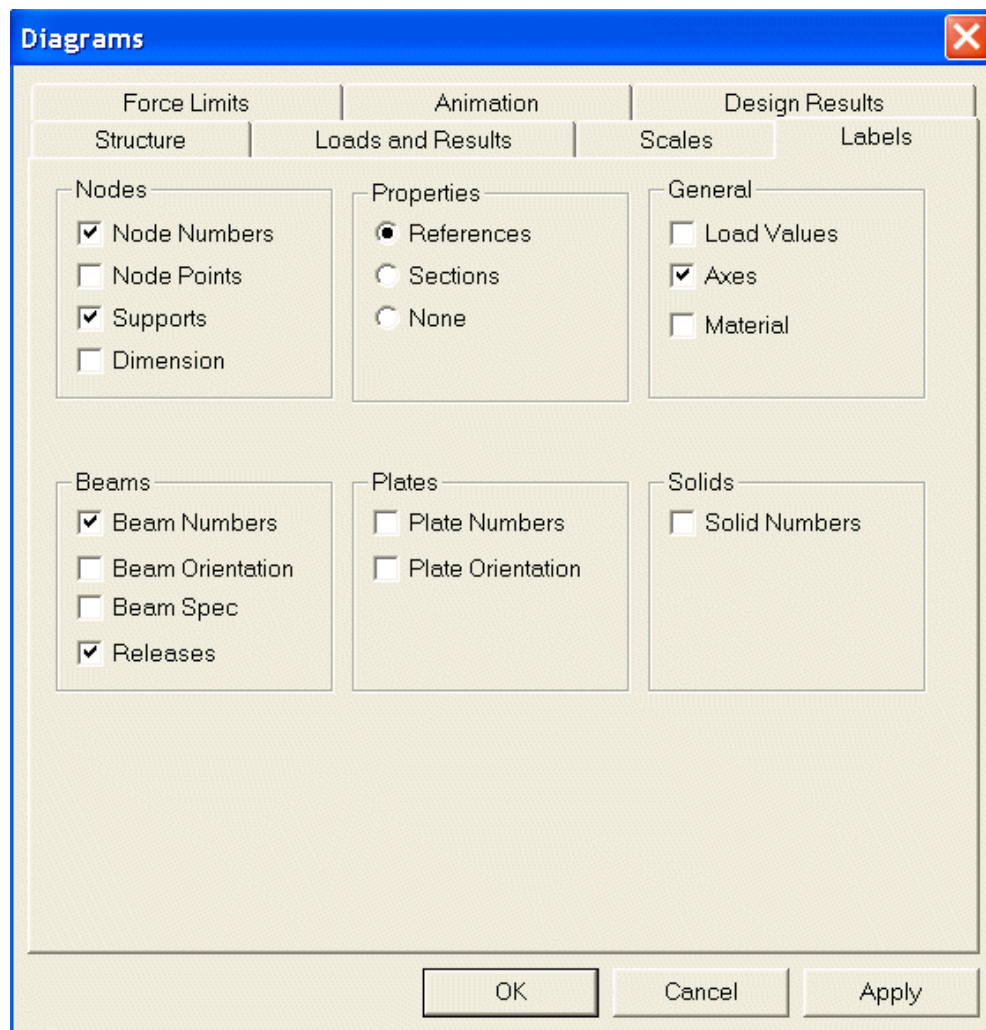 Diagrams
Force Limits Animation Design Results
Structure Loads and Results Scales Labels
Nodes
Node Numbers
Node Points
Supports
Dimension
Properties
References
Sections
None
General
Load Values
Axes
Material
Beams
Beam Numbers
Beam Orientation
Beam Spec
Releases
Plates
Plate Numbers
Plate Orientation
Solids
Solid Numbers
OK Cancel Apply